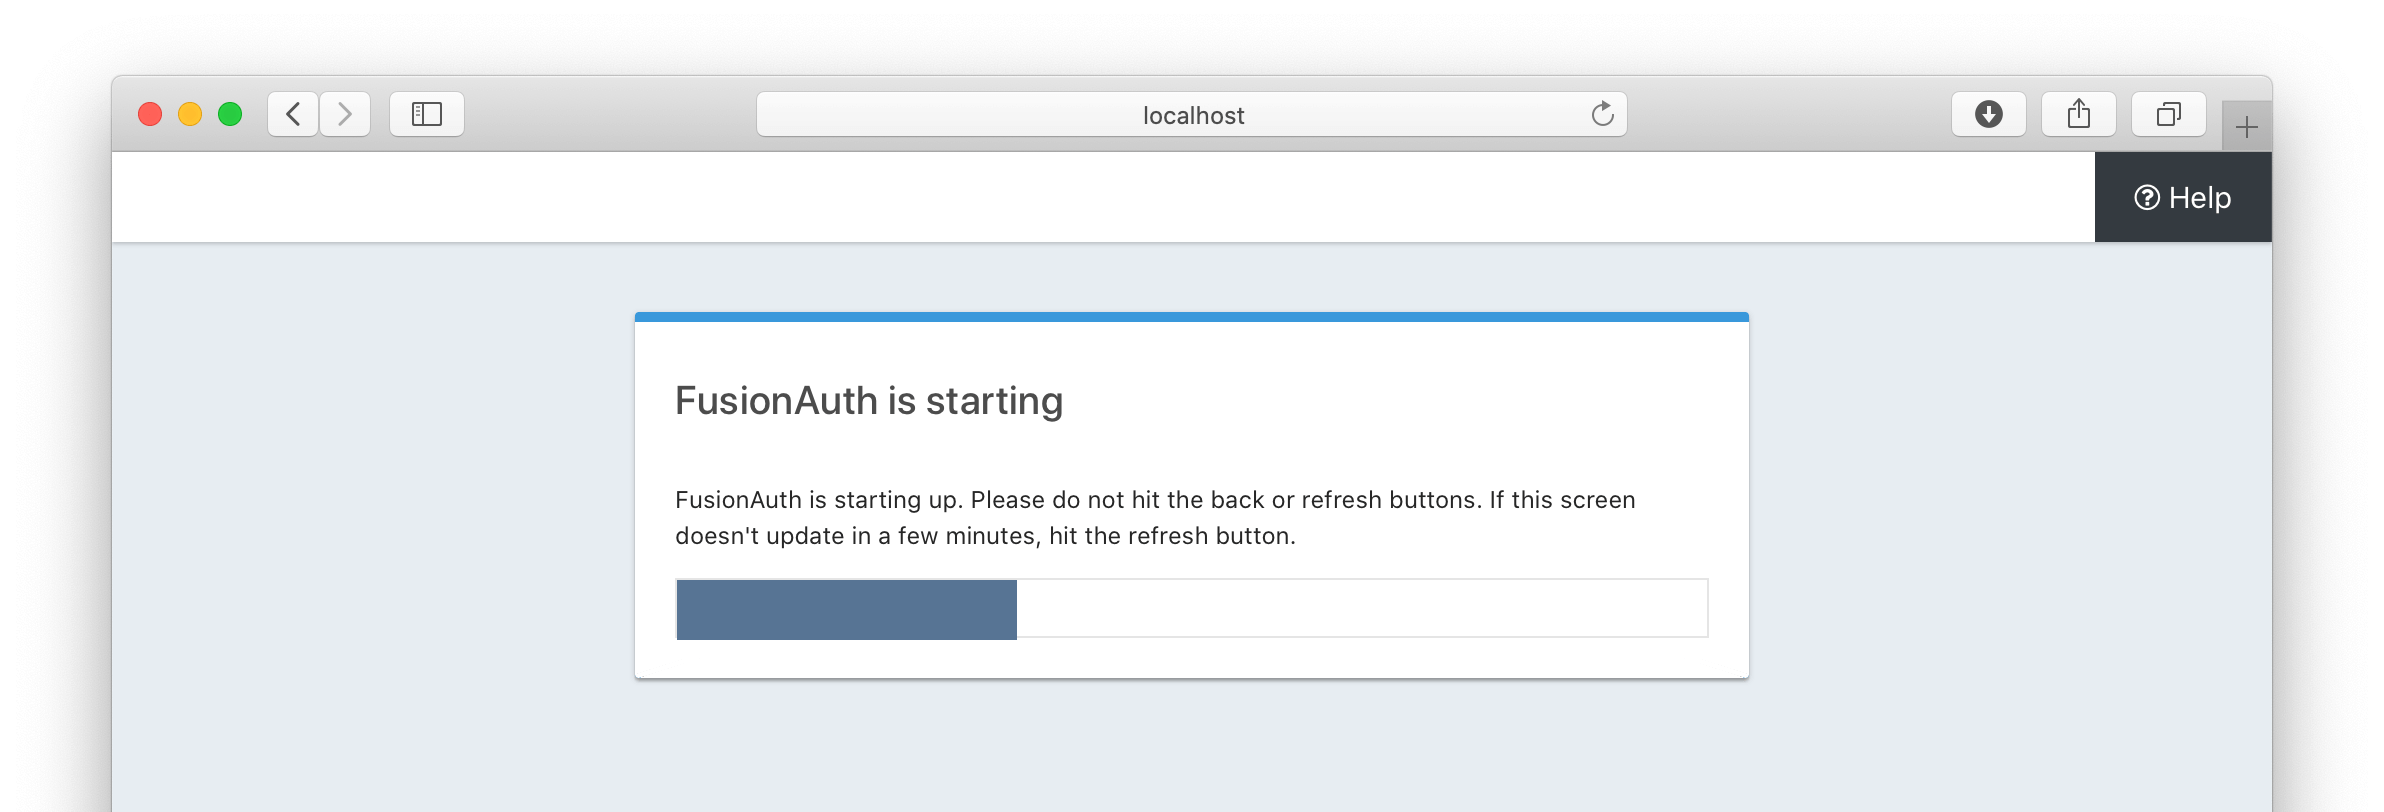 localhost
Help
FusionAuth is starting
FusionAuth is starting up. Please do not hit the back or refresh buttons. If this screen
doesn't update in a few minutes, hit the refresh button.